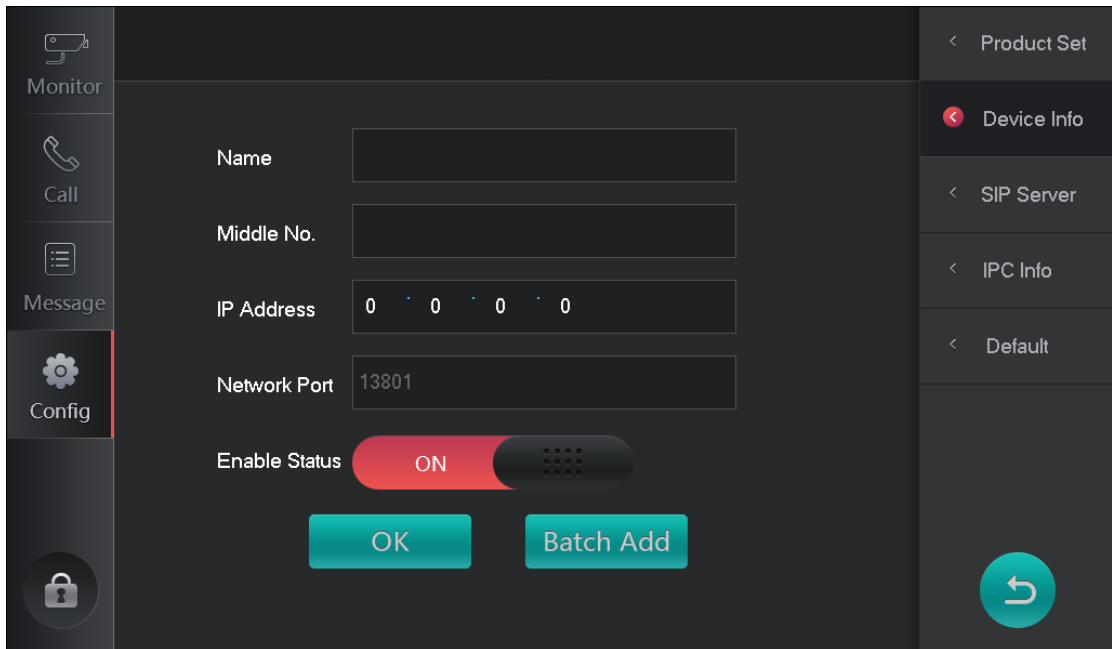 Monitor
Call
Message
Config
Name
Middle No.
IP Address 0 . 0 . 0 . 0
Network Port 13801
Enable Status ON
OK Batch Add
Product Set
Device Info
SIP Server
IPC Info
Default